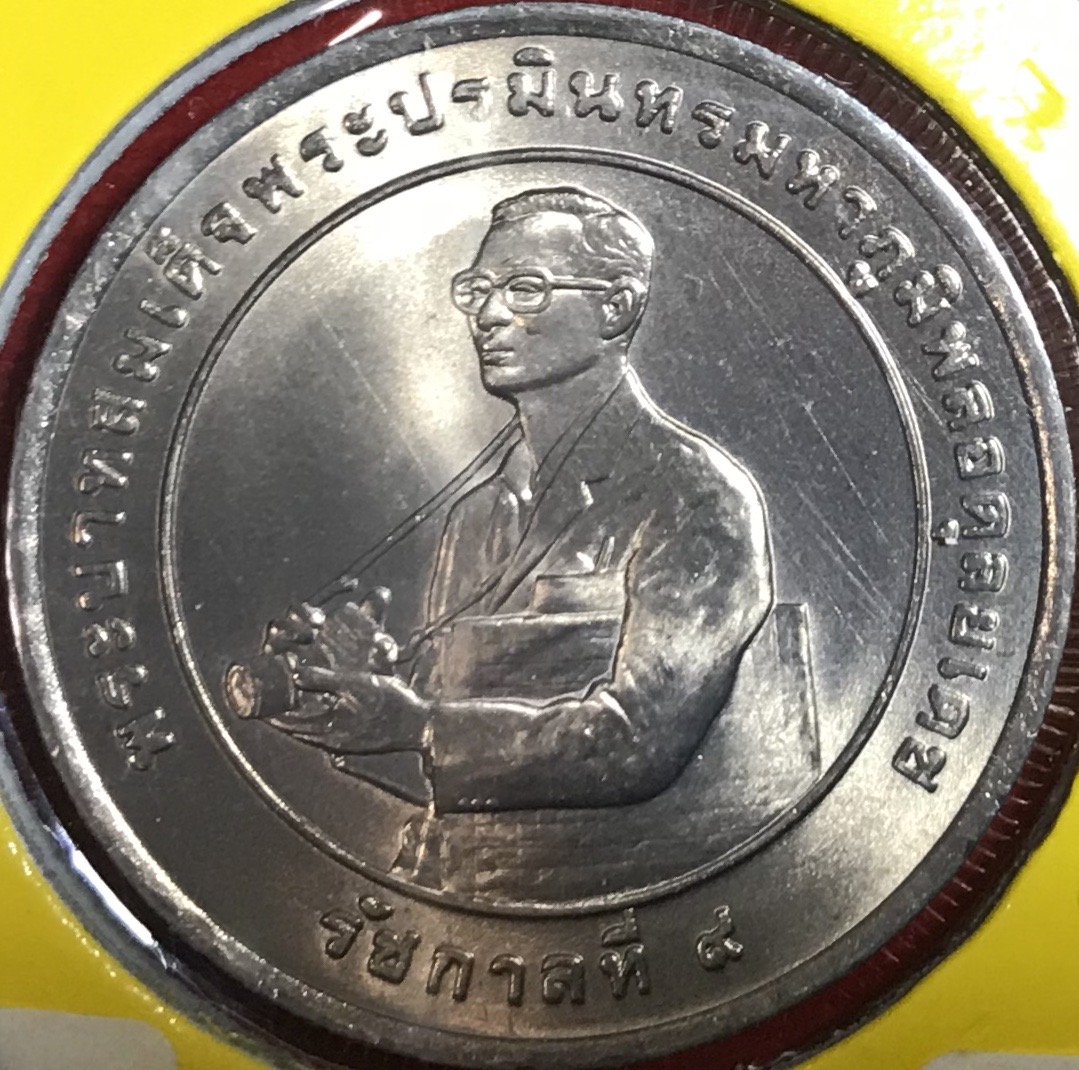 พระบาทสมเด็จพระปรมินทรมหาภูมิพลอดุลยเดช
รัชกาลที่ ๙